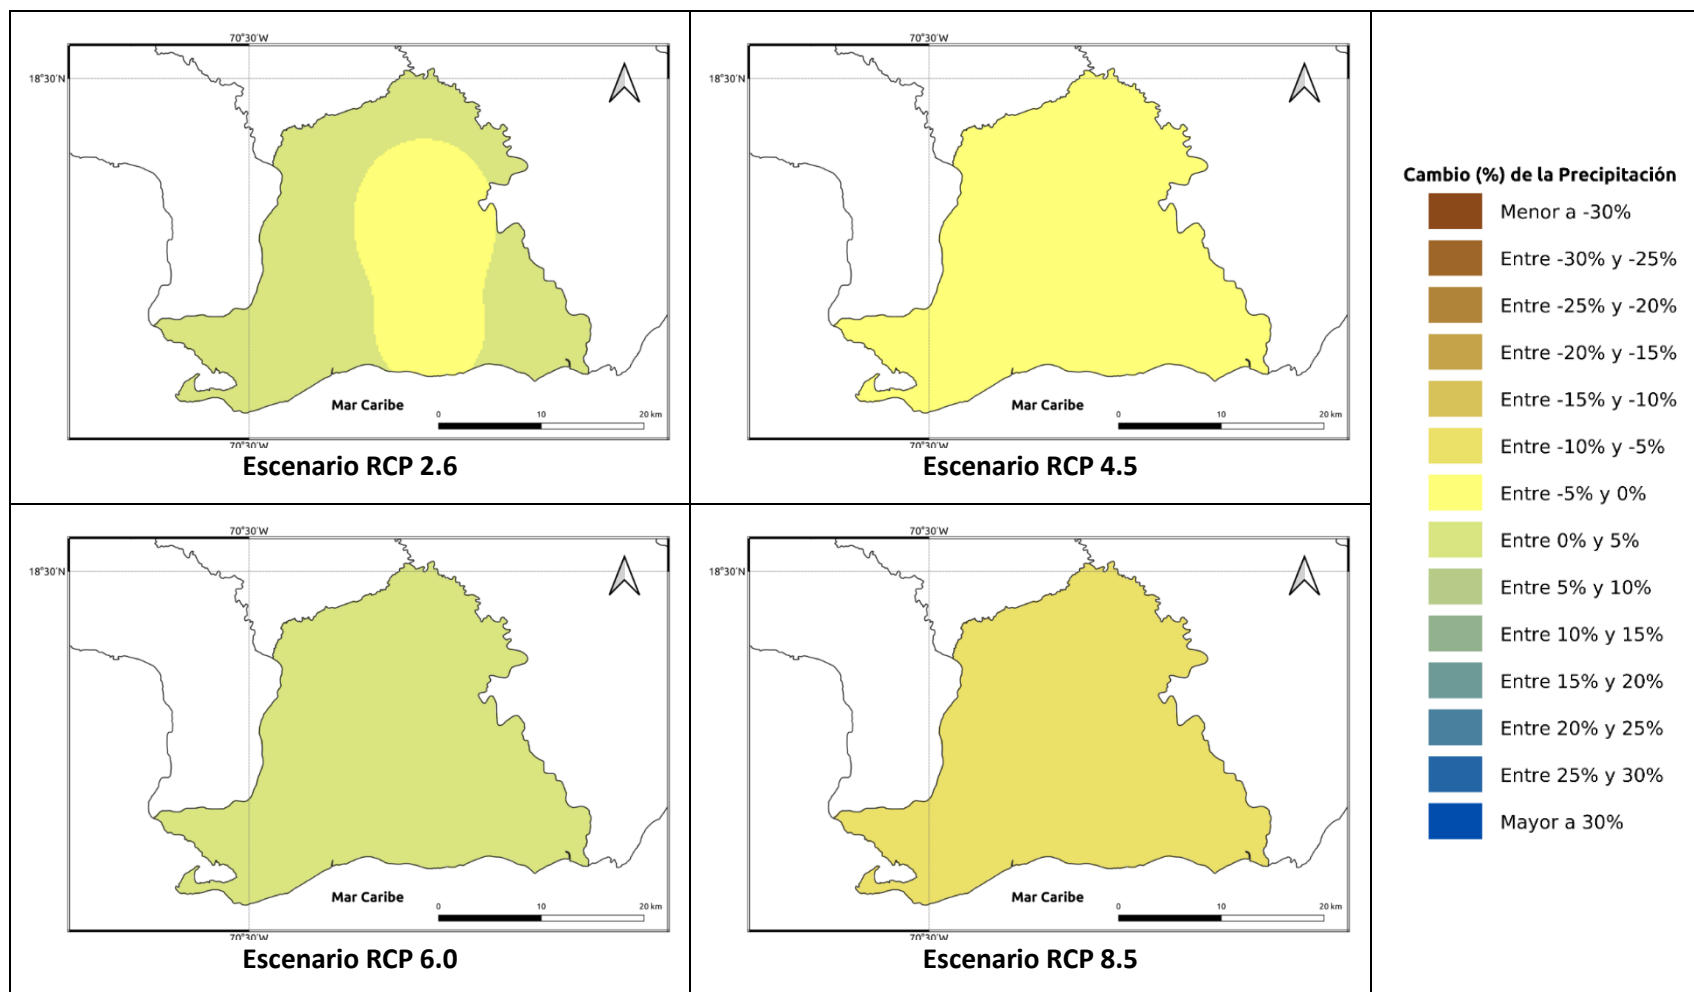 70°30'W
18°30'N
Mar Caribe
0 10 20 km
70°30'W
Escenario RCP 2.6
70°30'W
18°30'N
Mar Caribe
0 10 20 km
70°30'W
Escenario RCP 4.5
70°30'W
18°30'N
Mar Caribe
0 10 20 km
70°30'W
Escenario RCP 6.0
70°30'W
18°30'N
Mar Caribe
0 10 20 km
70°30'W
Escenario RCP 8.5
Cambio (%) de la Precipitación
Menor a -30%
Entre -30% y -25%
Entre -25% y -20%
Entre -20% y -15%
Entre -15% y -10%
Entre -10% y -5%
Entre -5% y 0%
Entre 0% y 5%
Entre 5% y 10%
Entre 10% y 15%
Entre 15% y 20%
Entre 20% y 25%
Entre 25% y 30%
Mayor a 30%